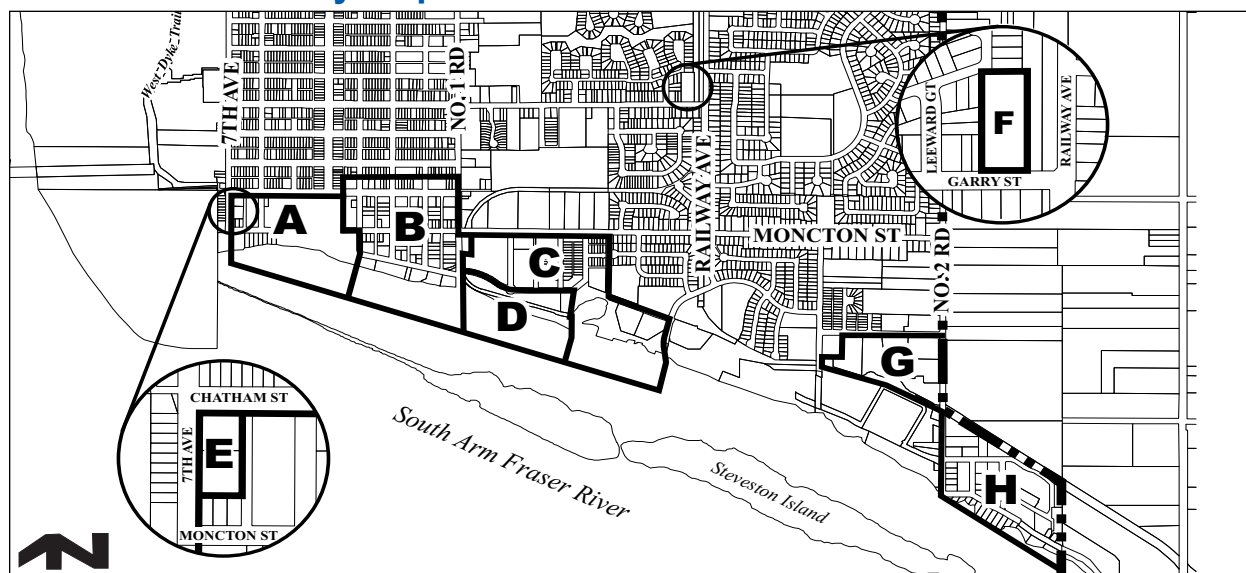 West Dyke Trail
7TH AVE
NO. 1 RD
A
B
C
D
RAILWAY AVE
MONCTON ST
NO. 2 RD
LEEWARD GT
F
RAILWAY AVE
GARRY ST
G
H
CHATHAM ST
7TH AVE
E
MONCTON ST
South Arm Fraser River
Steveston Island
N